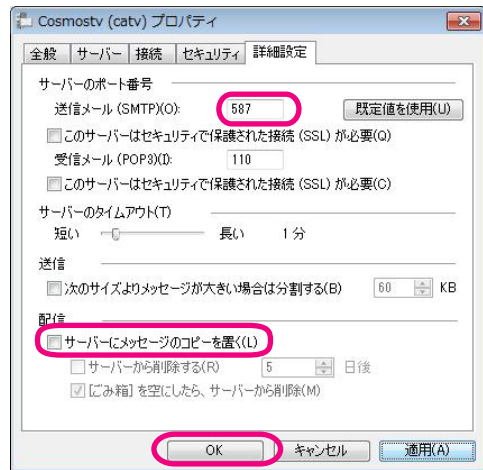 Cosmostv (catv) プロパティ
全般 サーバー 接続 セキュリティ 詳細設定
サーバーのポート番号
送信メール (SMTP)(O): 587 既定値を使用(U)
このサーバーはセキュリティで保護された接続 (SSL) が必要(Q)
受信メール (POP3)(I): 110
このサーバーはセキュリティで保護された接続 (SSL) が必要(C)
サーバーのタイムアウト(T)
短い 長い 1 分
送信
次のサイズよりメッセージが大きい場合は分割する(B) 60 KB
配信
サーバーにメッセージのコピーを置く(L)
サーバーから削除する(R) 5 日後
[ごみ箱] を空にしたら、サーバーから削除(M)
OK キャンセル 適用(A)